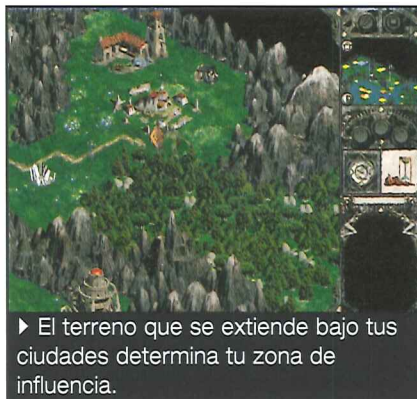 ▶ El terreno que se extiende bajo tus
ciudades determina tu zona de
influencia.